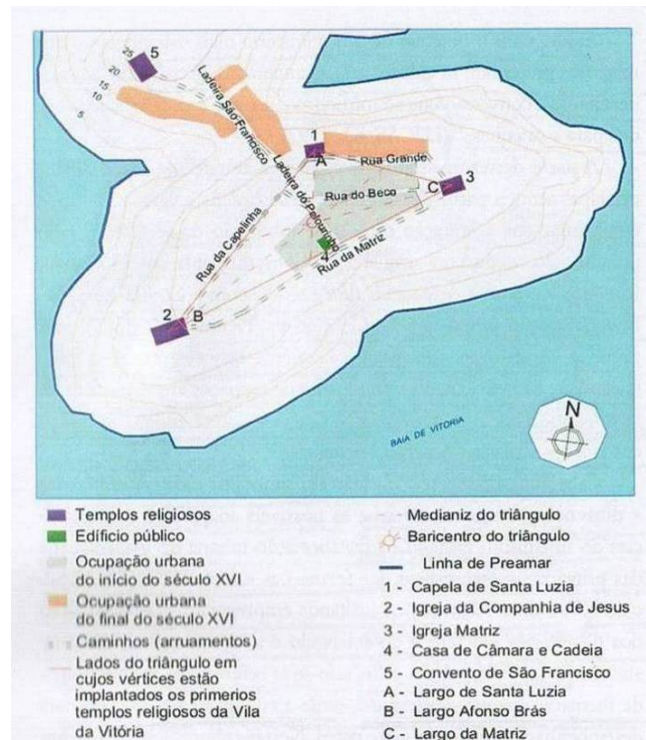 25
20
15
10
5
5
Ladeira São Francisco
1
A
Rua Grande
Ladeira do Pelourinho
Rua do Beco
C
3
Rua da Capelinha
4
Rua da Matriz
2
B
N
BAIA DE VITORIA
Templos religiosos
Edifício público
Ocupação urbana
do início do século XVI
Ocupação urbana
do final do século XVI
Caminhos (arruamentos)
Lados do triângulo em
cujos vértices estão
implantados os primerios
templos religiosos da Vila
da Vitória
Medianiz do triângulo
Baricentro do triângulo
Linha de Preamar
1 - Capela de Santa Luzia
2 - Igreja da Companhia de Jesus
3 - Igreja Matriz
4 - Casa de Câmara e Cadeia
5 - Convento de São Francisco
A - Largo de Santa Luzia
B - Largo Afonso Brás
C - Largo da Matriz